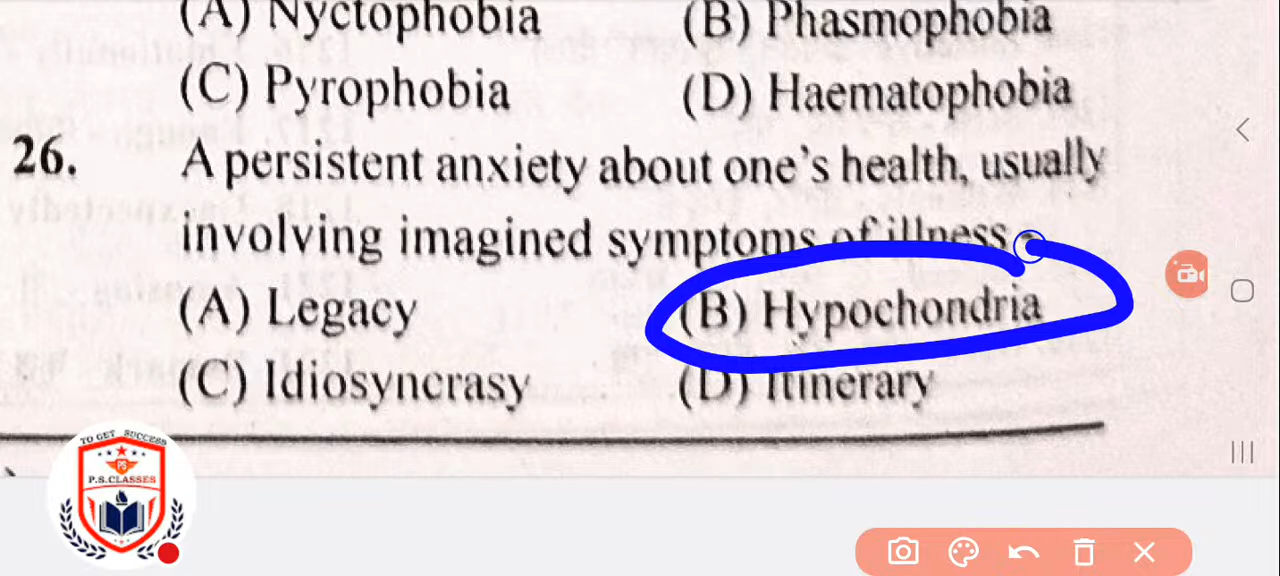 (A) Nyctophobia (B) Phasmophobia
(C) Pyrophobia (D) Haematophobia
26. A persistent anxiety about one's health, usually
involving imagined symptoms of illness-
(A) Legacy (B) Hypochondria
(C) Idiosyncrasy (D) Itinerary
TO GET SUCCESS
PS
P.S.CLASSES